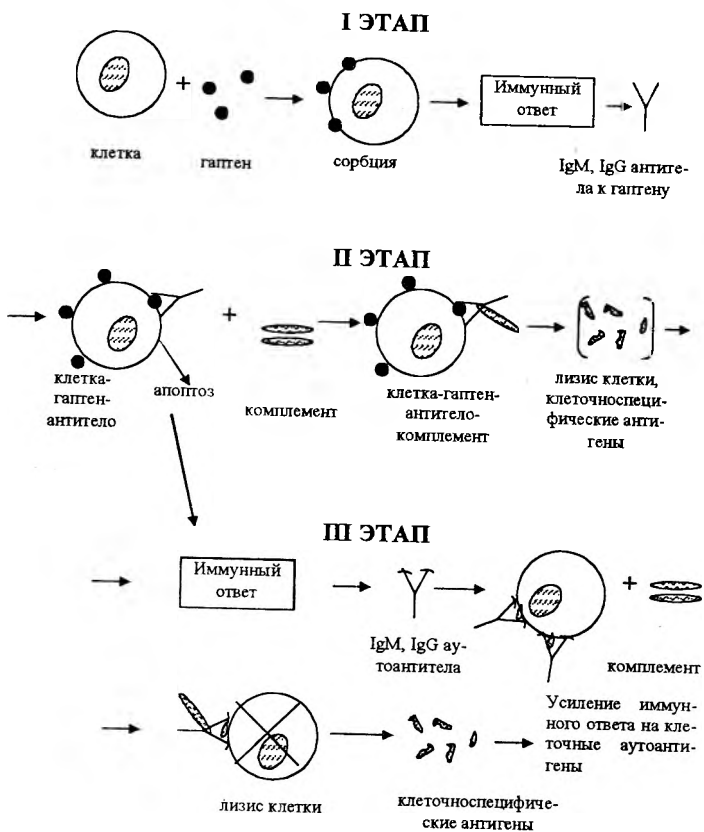 I ЭТАП
клетка
гаптен
сорбция
Иммунный
ответ
IgM, IgG антите-
ла к гаптену
II ЭТАП
клетка-
гаптен-
антитело
апоптоз
комплемент
клетка-гаптен-
антитело-
комплемент
лизис клетки,
клеточноспеци-
фические анти-
гены
III ЭТАП
Иммунный
ответ
IgM, IgG ау-
тоантитела
комплемент
лизис клетки
клеточноспецифиче-
ские антигены
Усиление иммун-
ного ответа на кле-
точные аутоанти-
гены